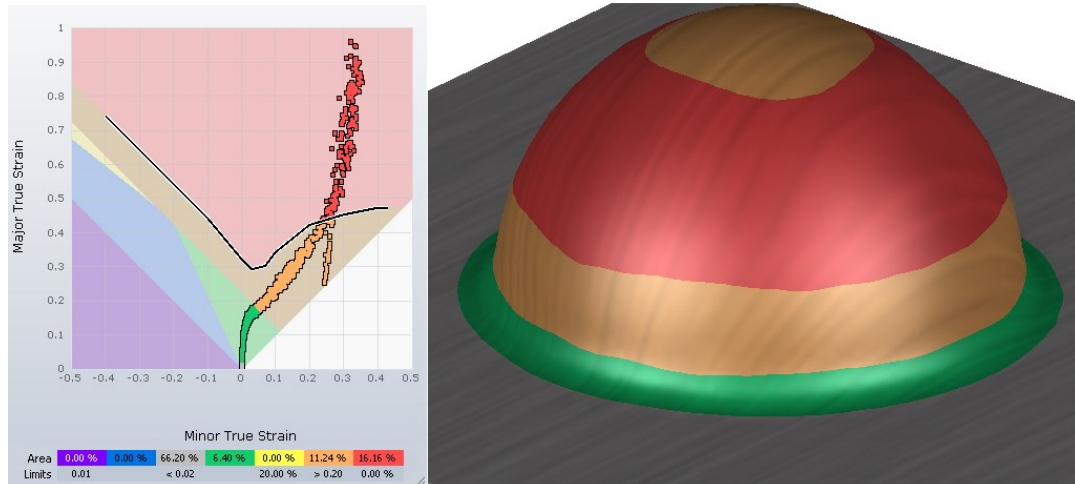 1
0.9
0.8
0.7
0.6
0.5
0.4
0.3
0.2
0.1
0
-0.5 -0.4 -0.3 -0.2 -0.1 0 0.1 0.2 0.3 0.4 0.5
Major True Strain
Minor True Strain
Area 0.00 % 0.00 % 66.20 % 6.40 % 0.00 % 11.24 % 16.16 %
Limits 0.01 < 0.02 20.00 % > 0.20 0.00 %